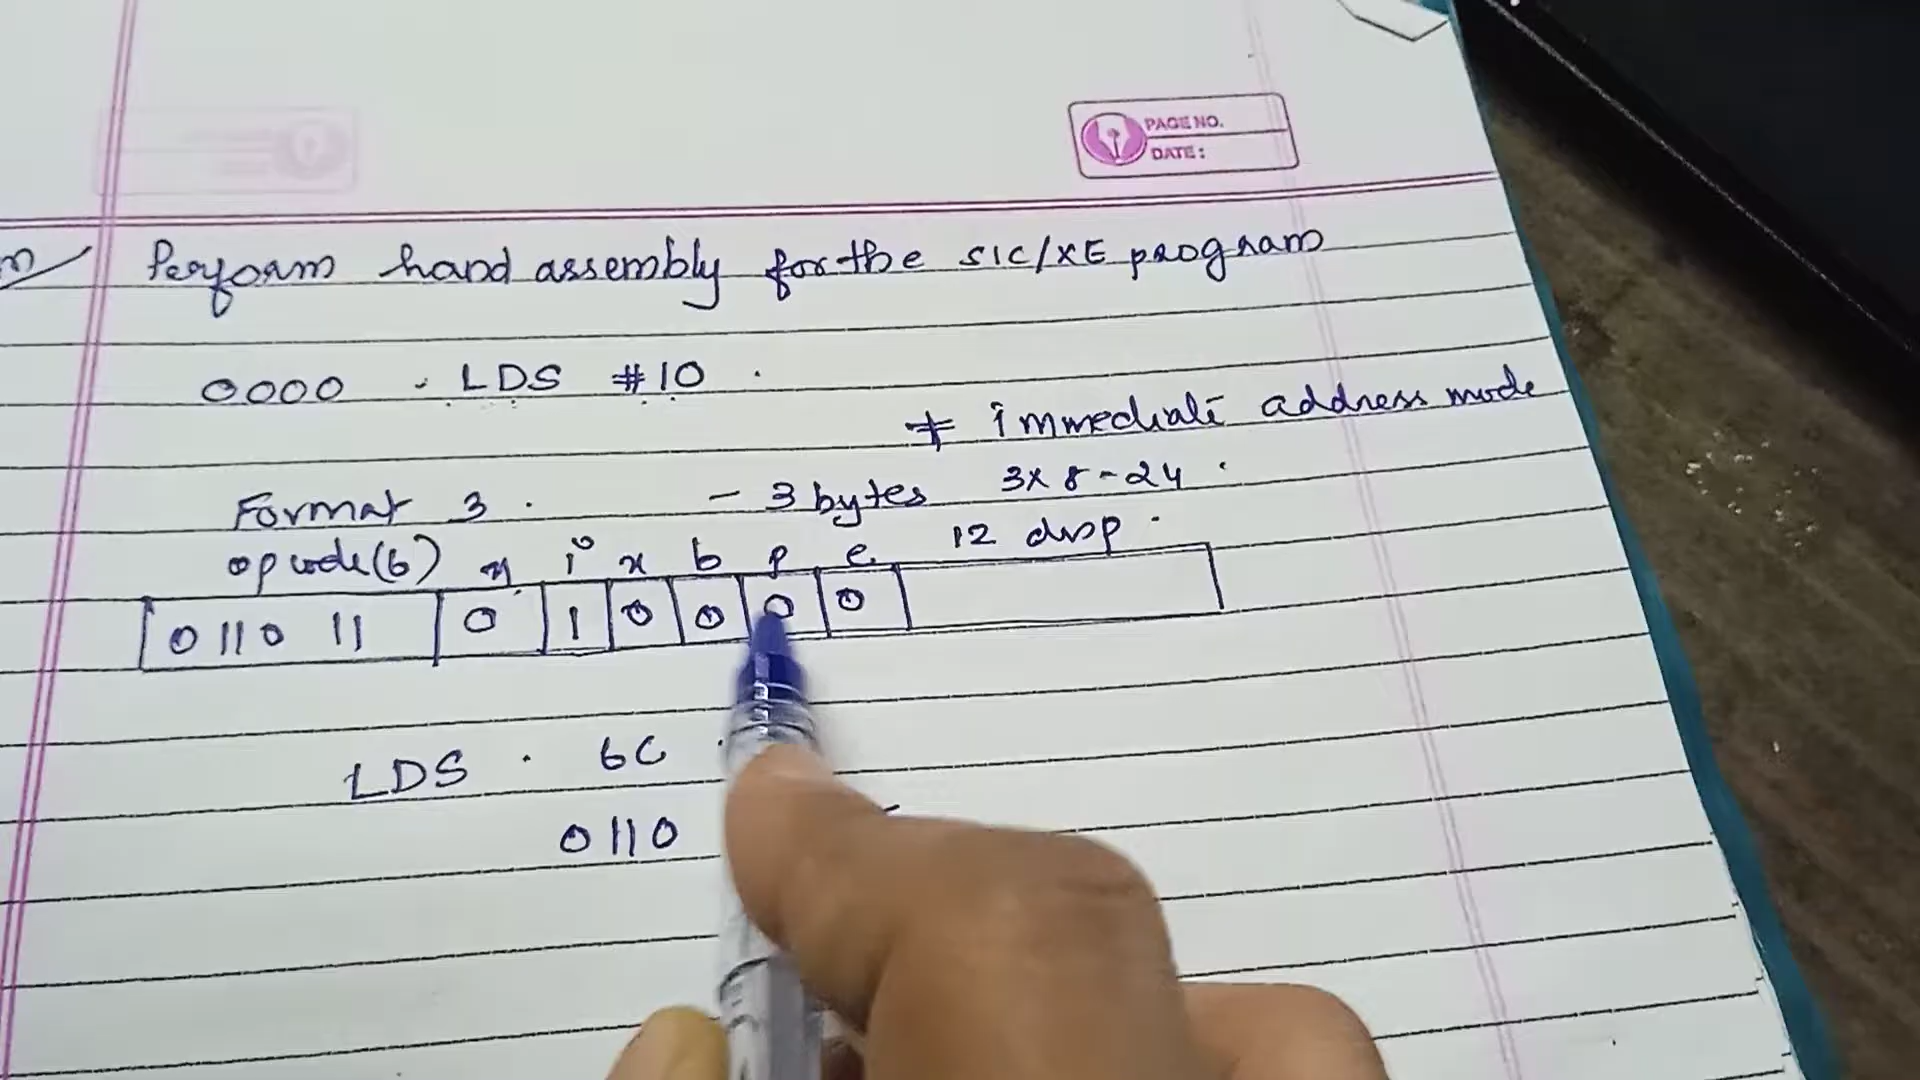 PAGE NO.
DATE:
Perform hand assembly for the SIC/XE program
0000 - LDS #10 .
# immediate address mode
Format 3 . - 3 bytes 3x8-24 .
opcode(6) n i x b p e 12 disp .
0110 11 0 1 0 0 0 0
LDS . 6C .
0110